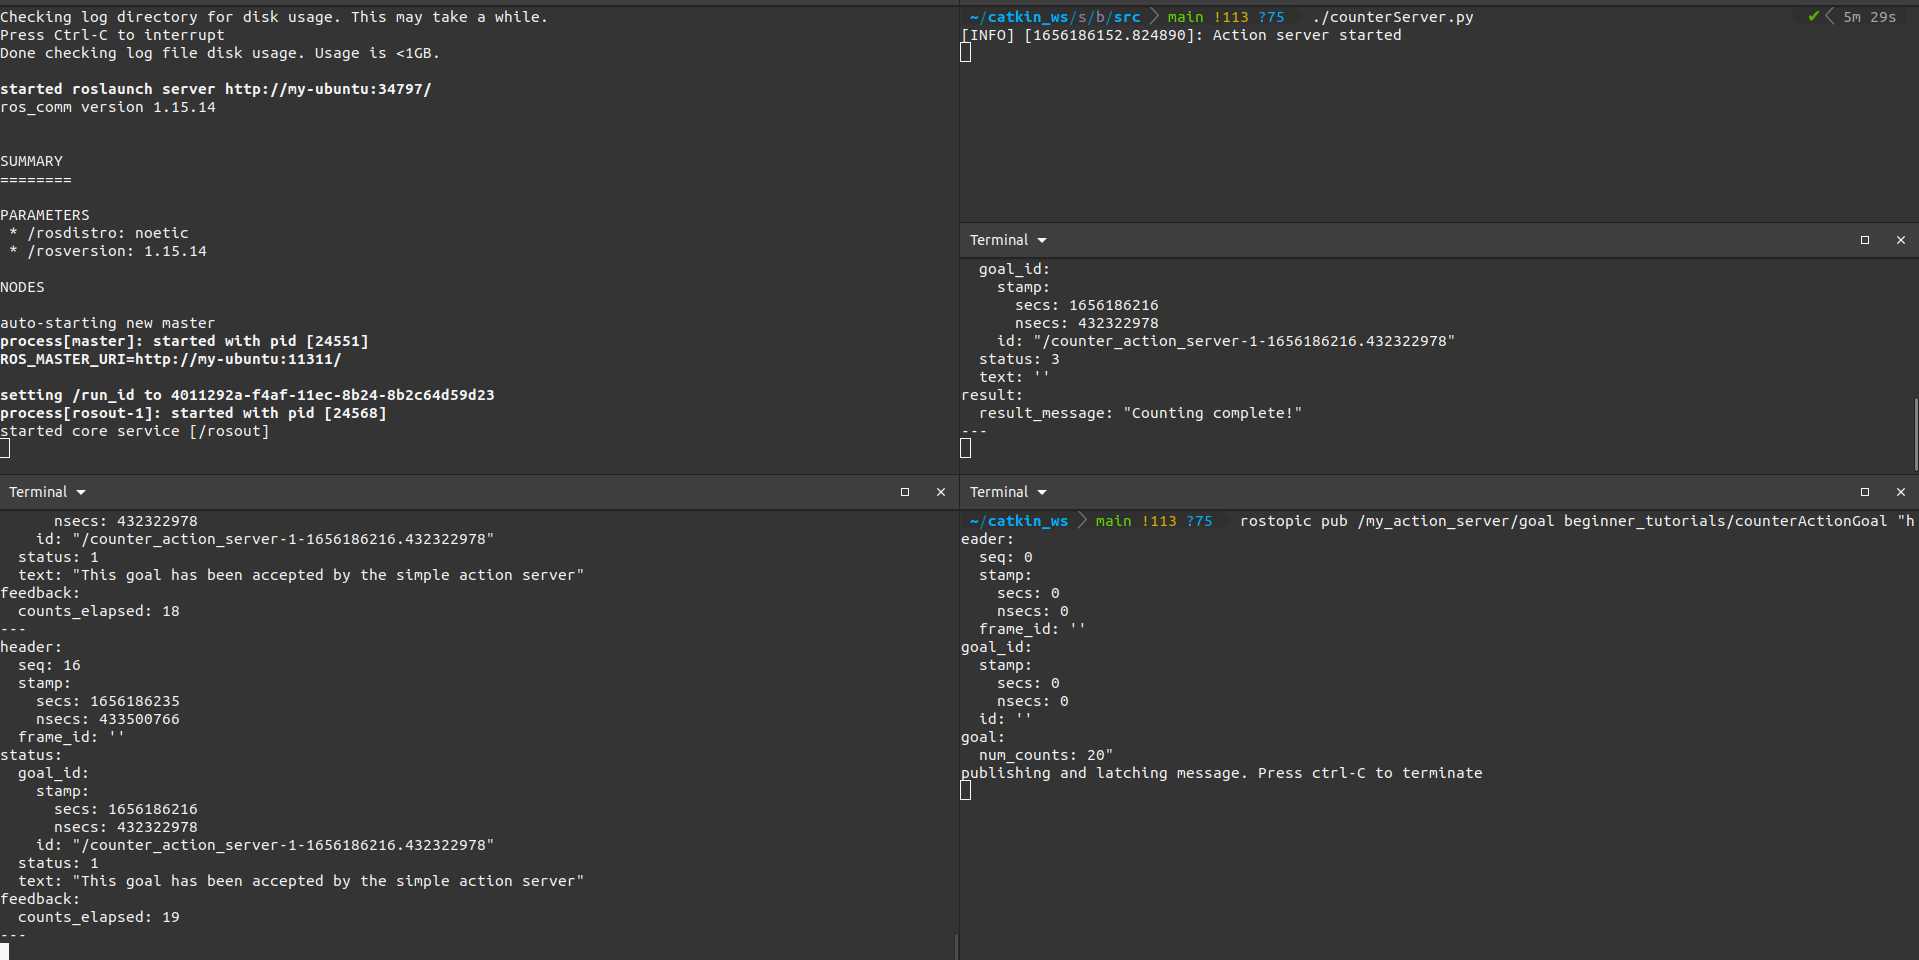 Checking log directory for disk usage. This may take a while.
Press Ctrl-C to interrupt
Done checking log file disk usage. Usage is <1GB.
started roslaunch server http://my-ubuntu:34797/
ros_comm version 1.15.14
SUMMARY
========
PARAMETERS
 * /rosdistro: noetic
 * /rosversion: 1.15.14
NODES
auto-starting new master
process[master]: started with pid [24551]
ROS_MASTER_URI=http://my-ubuntu:11311/
setting /run_id to 4011292a-f4af-11ec-8b24-8b2c64d59d23
process[rosout-1]: started with pid [24568]
started core service [/rosout]
~/catkin_ws/s/b/src main !113 ?75 ./counterServer.py ✔ 5m 29s
[INFO] [1656186152.824890]: Action server started
Terminal
  goal_id:
    stamp:
      secs: 1656186216
      nsecs: 432322978
    id: "/counter_action_server-1-1656186216.432322978"
  status: 3
  text: ''
result:
  result_message: "Counting complete!"
---
Terminal
      nsecs: 432322978
    id: "/counter_action_server-1-1656186216.432322978"
  status: 1
  text: "This goal has been accepted by the simple action server"
feedback:
  counts_elapsed: 18
---
header:
  seq: 16
  stamp:
    secs: 1656186235
    nsecs: 433500766
  frame_id: ''
status:
  goal_id:
    stamp:
      secs: 1656186216
      nsecs: 432322978
    id: "/counter_action_server-1-1656186216.432322978"
  status: 1
  text: "This goal has been accepted by the simple action server"
feedback:
  counts_elapsed: 19
---
Terminal
~/catkin_ws main !113 ?75 rostopic pub /my_action_server/goal beginner_tutorials/counterActionGoal "h
eader:
  seq: 0
  stamp:
    secs: 0
    nsecs: 0
  frame_id: ''
goal_id:
  stamp:
    secs: 0
    nsecs: 0
  id: ''
goal:
  num_counts: 20"
publishing and latching message. Press ctrl-C to terminate